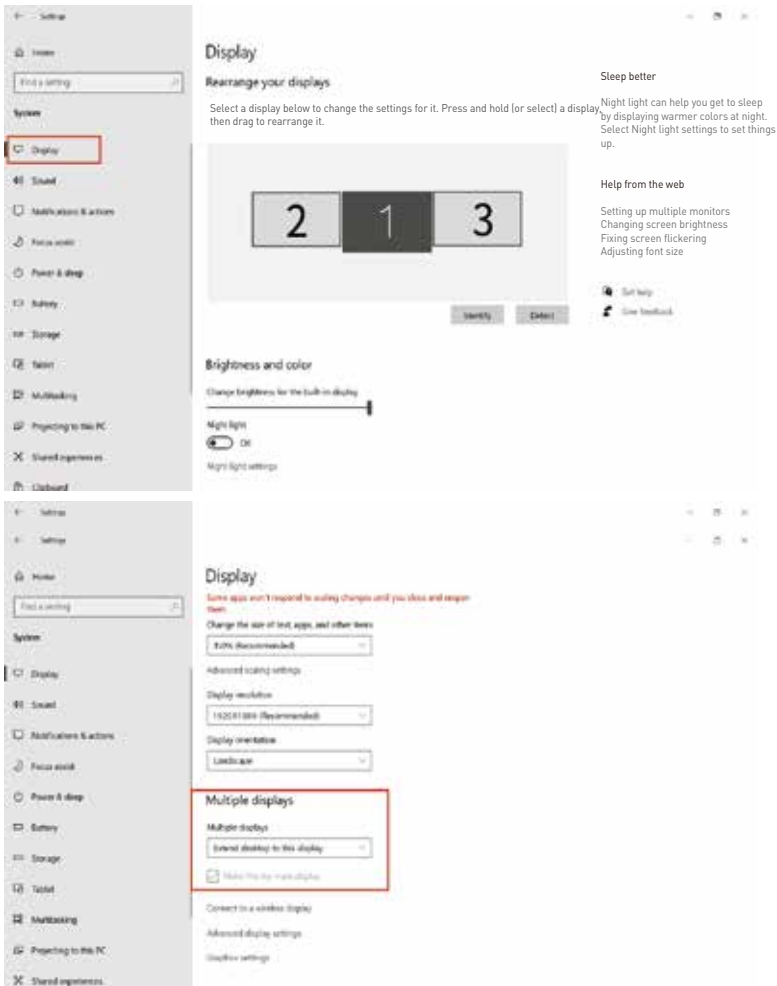 Settings
Home
Find a setting
System
Display
Sound
Notifications & actions
Focus assist
Power & sleep
Battery
Storage
Tablet
Multitasking
Projecting to this PC
Shared experiences
Clipboard
Display
Rearrange your displays
Select a display below to change the settings for it. Press and hold (or select) a display,
then drag to rearrange it.
2 1 3
Identify Detect
Brightness and color
Change brightness for the built-in display
Night light
Off
Night light settings
Sleep better
Night light can help you get to sleep
by displaying warmer colors at night.
Select Night light settings to set things
up.
Help from the web
Setting up multiple monitors
Changing screen brightness
Fixing screen flickering
Adjusting font size
Get help
Give feedback
Settings
Settings
Home
Find a setting
System
Display
Sound
Notifications & actions
Focus assist
Power & sleep
Battery
Storage
Tablet
Multitasking
Projecting to this PC
Shared experiences
Display
Some apps won't respond to scaling changes until you close and reopen
them.
Change the size of text, apps, and other items
(Recommended)
Advanced scaling settings
Display resolution
(Recommended)
Display orientation
Landscape
Multiple displays
Multiple displays
Extend desktop to this display
Make this my main display
Connect to a wireless display
Advanced display settings
Graphics settings